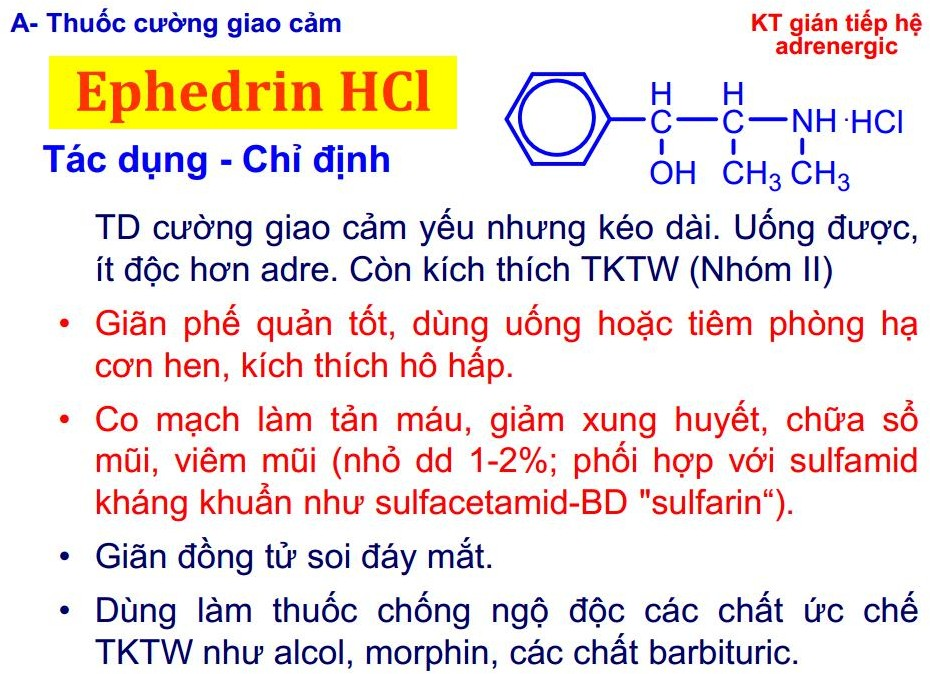 A- Thuốc cường giao cảm
KT gián tiếp hệ
adrenergic
Ephedrin HCl
H H
C C NH ·HCl
OH CH3 CH3
Tác dụng - Chỉ định
TD cường giao cảm yếu nhưng kéo dài. Uống được,
ít độc hơn adre. Còn kích thích TKTW (Nhóm II)
• Giãn phế quản tốt, dùng uống hoặc tiêm phòng hạ
cơn hen, kích thích hô hấp.
• Co mạch làm tản máu, giảm xung huyết, chữa sổ
mũi, viêm mũi (nhỏ dd 1-2%; phối hợp với sulfamid
kháng khuẩn như sulfacetamid-BD "sulfarin“).
• Giãn đồng tử soi đáy mắt.
• Dùng làm thuốc chống ngộ độc các chất ức chế
TKTW như alcol, morphin, các chất barbituric.